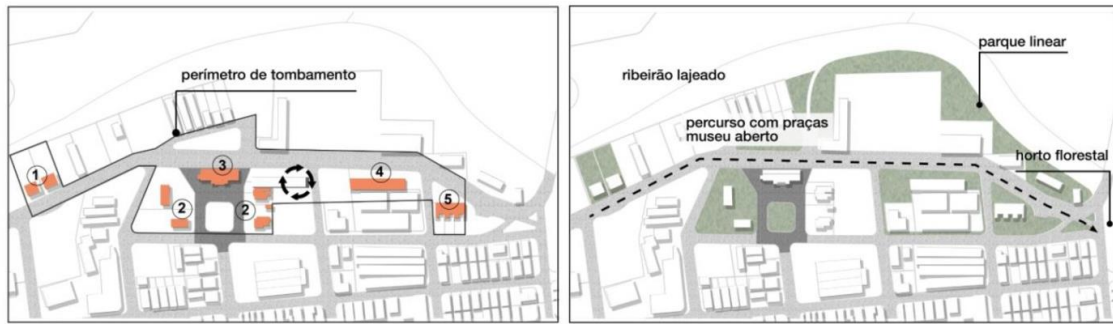 perímetro de tombamento
1
2
3
2
4
5
parque linear
ribeirão lajeado
percurso com praças
museu aberto
horto florestal